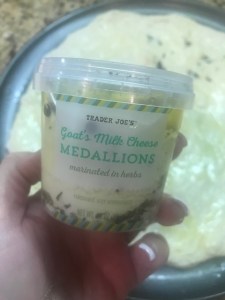 TRADER JOE'S
Goat's Milk Cheese
MEDALLIONS
marinated in herbs